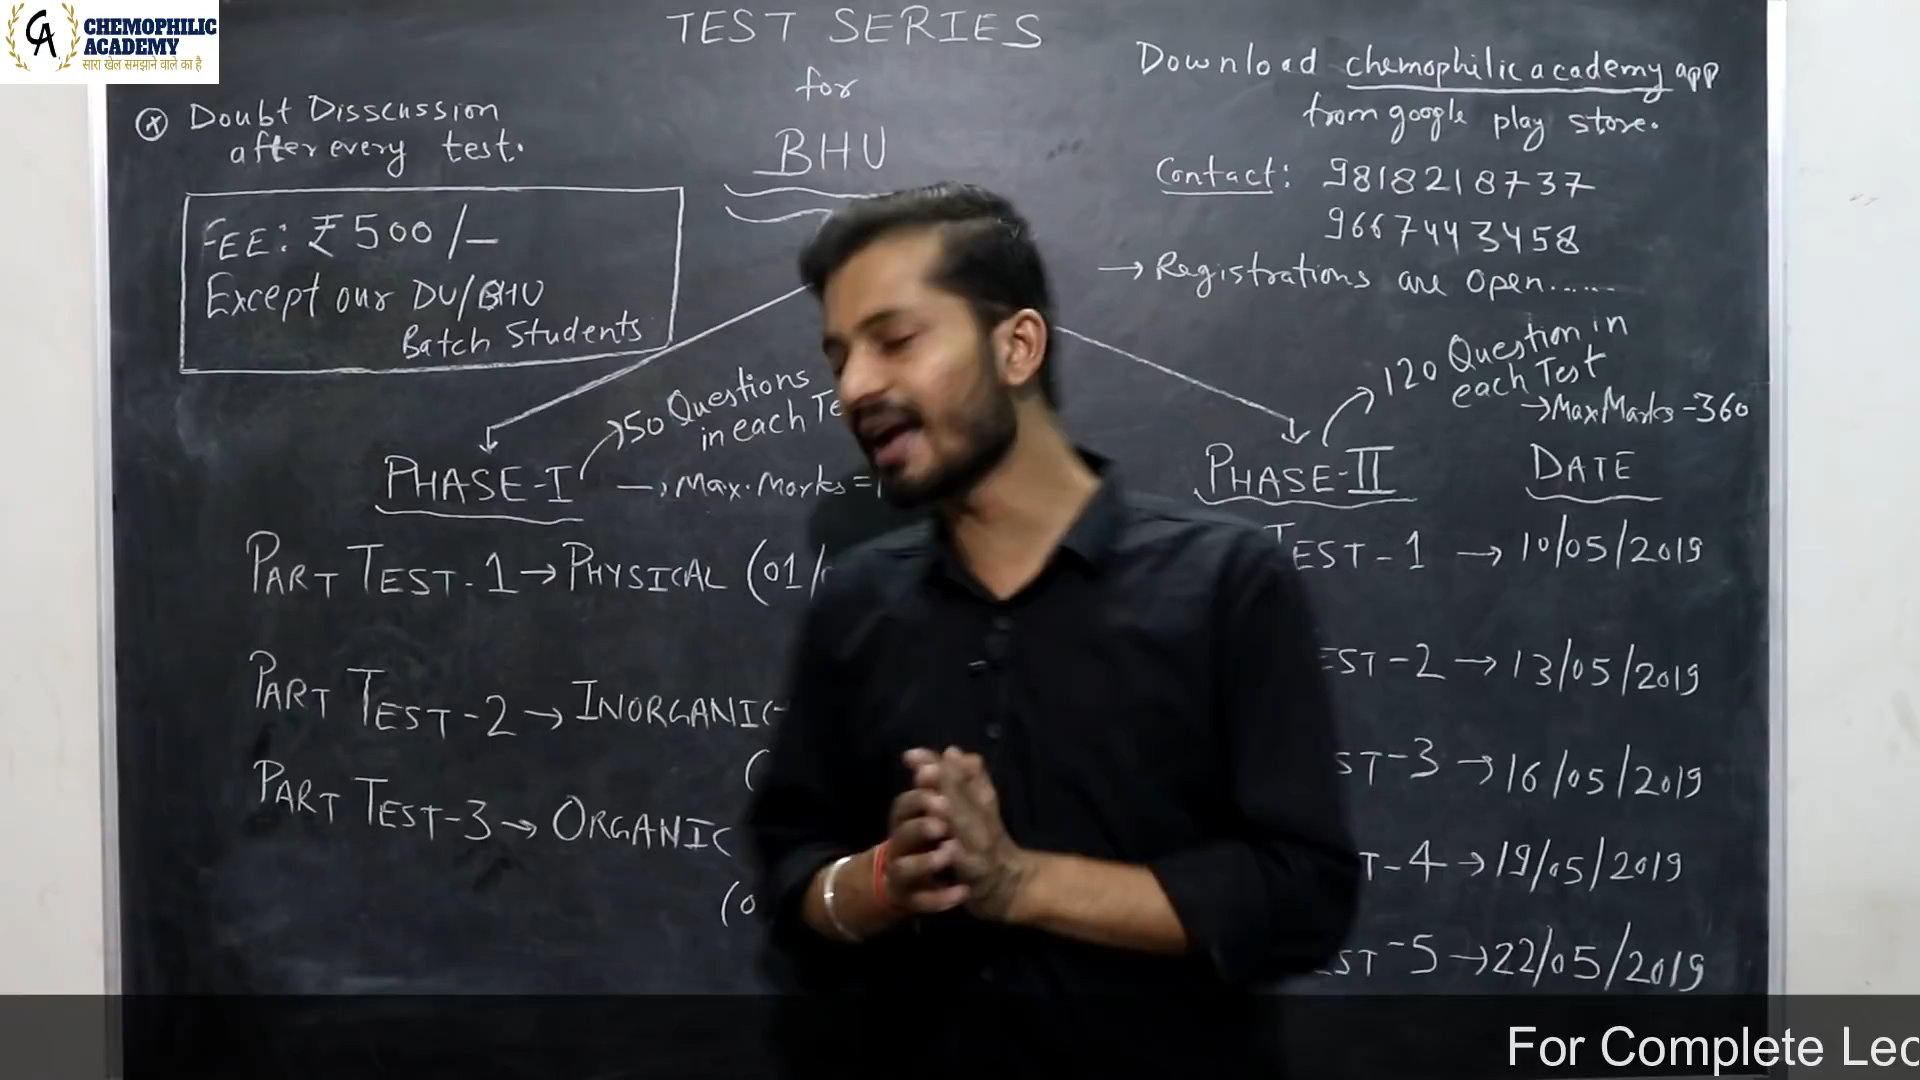 CA CHEMOPHILIC
ACADEMY
सारा खेल समझाने वाले का है
TEST SERIES
for
BHU
Doubt Disscussion
after every test.
FEE: ₹500/-
Except our DU/BHU
Batch Students
Download chemophilic academy app
from google play store.
Contact: 9818218737
9667443458
→ Registrations are open.....
PHASE-I
50 Questions
in each Te
→ Max. Marks =
PART TEST-1 → PHYSICAL (01/
PART TEST-2 → INORGANIC
(
PART TEST-3 → ORGANIC
(0
PHASE-II
120 Question in
each Test
→ Max Marks - 360
DATE
TEST-1 → 10/05/2019
EST-2 → 13/05/2019
ST-3 → 16/05/2019
T-4 → 19/05/2019
EST-5 → 22/05/2019
For Complete Lec